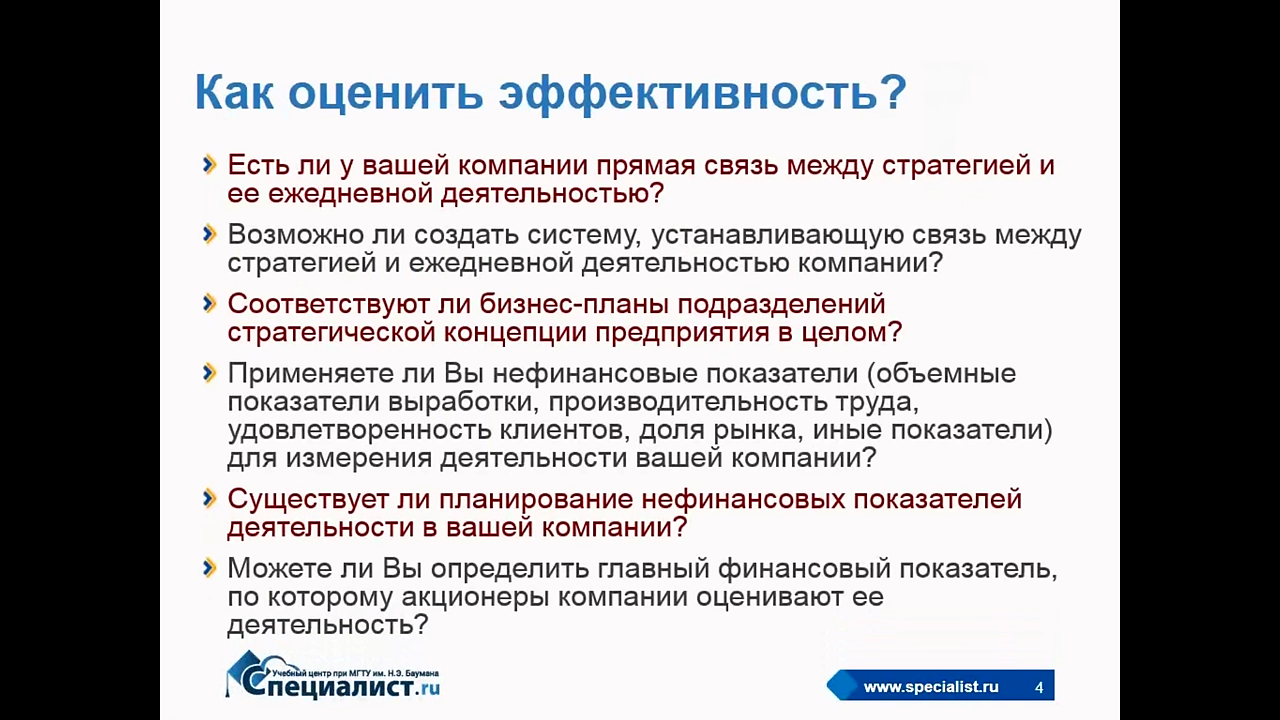 Как оценить эффективность?
Есть ли у вашей компании прямая связь между стратегией и
ее ежедневной деятельностью?
Возможно ли создать систему, устанавливающую связь между
стратегией и ежедневной деятельностью компании?
Соответствуют ли бизнес-планы подразделений
стратегической концепции предприятия в целом?
Применяете ли Вы нефинансовые показатели (объемные
показатели выработки, производительность труда,
удовлетворенность клиентов, доля рынка, иные показатели)
для измерения деятельности вашей компании?
Существует ли планирование нефинансовых показателей
деятельности в вашей компании?
Можете ли Вы определить главный финансовый показатель,
по которому акционеры компании оценивают ее
деятельность?
Учебный центр при МГТУ им. Н.Э. Баумана
Специалист.ru
www.specialist.ru 4